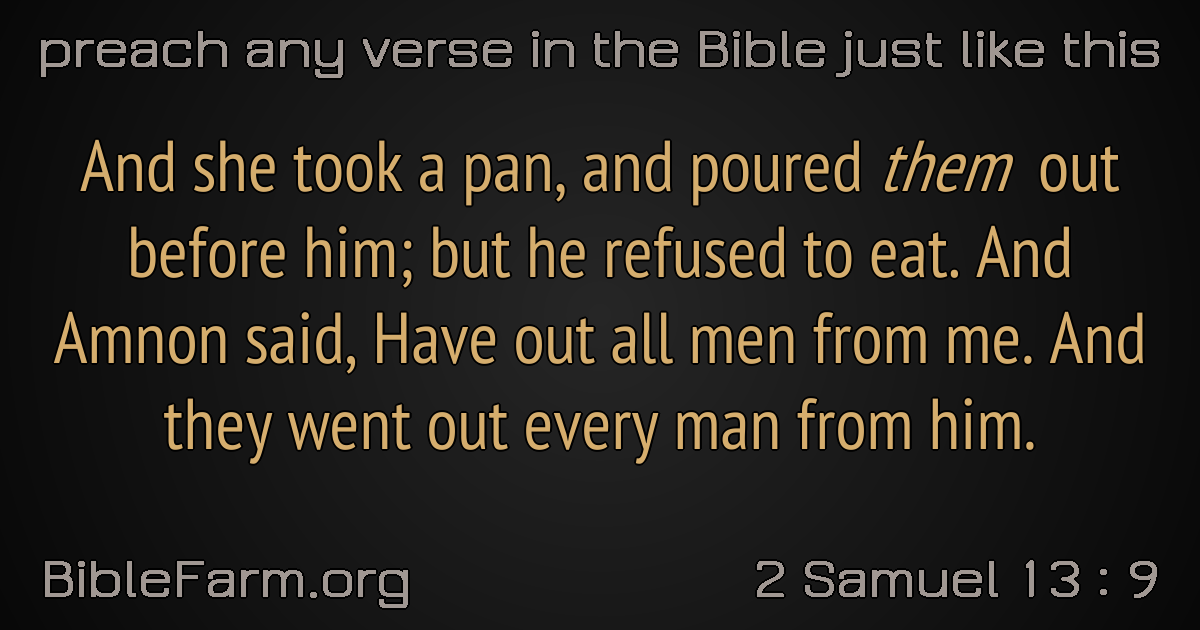 preach any verse in the Bible just like this
And she took a pan, and poured them out
before him; but he refused to eat. And
Amnon said, Have out all men from me. And
they went out every man from him.
BibleFarm.org
2 Samuel 13 : 9